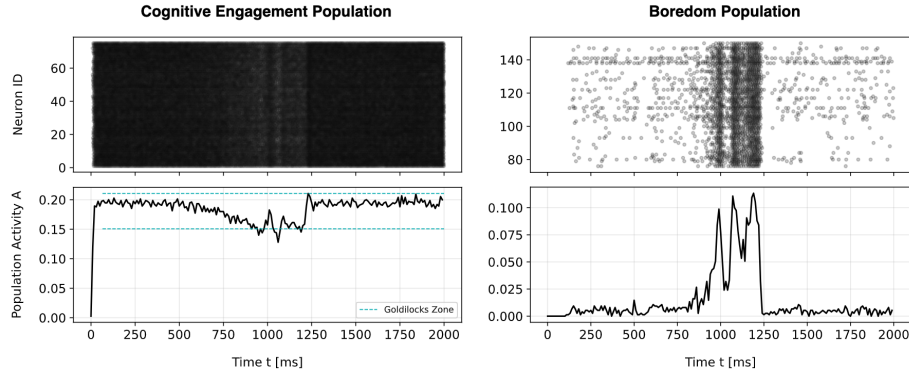 Cognitive Engagement Population
Boredom Population
Neuron ID
60
40
20
0
140
120
100
80
Population Activity A
0.20
0.15
0.10
0.05
0.00
Goldilocks Zone
0.100
0.075
0.050
0.025
0.000
0 250 500 750 1000 1250 1500 1750 2000
0 250 500 750 1000 1250 1500 1750 2000
Time t [ms]
Time t [ms]